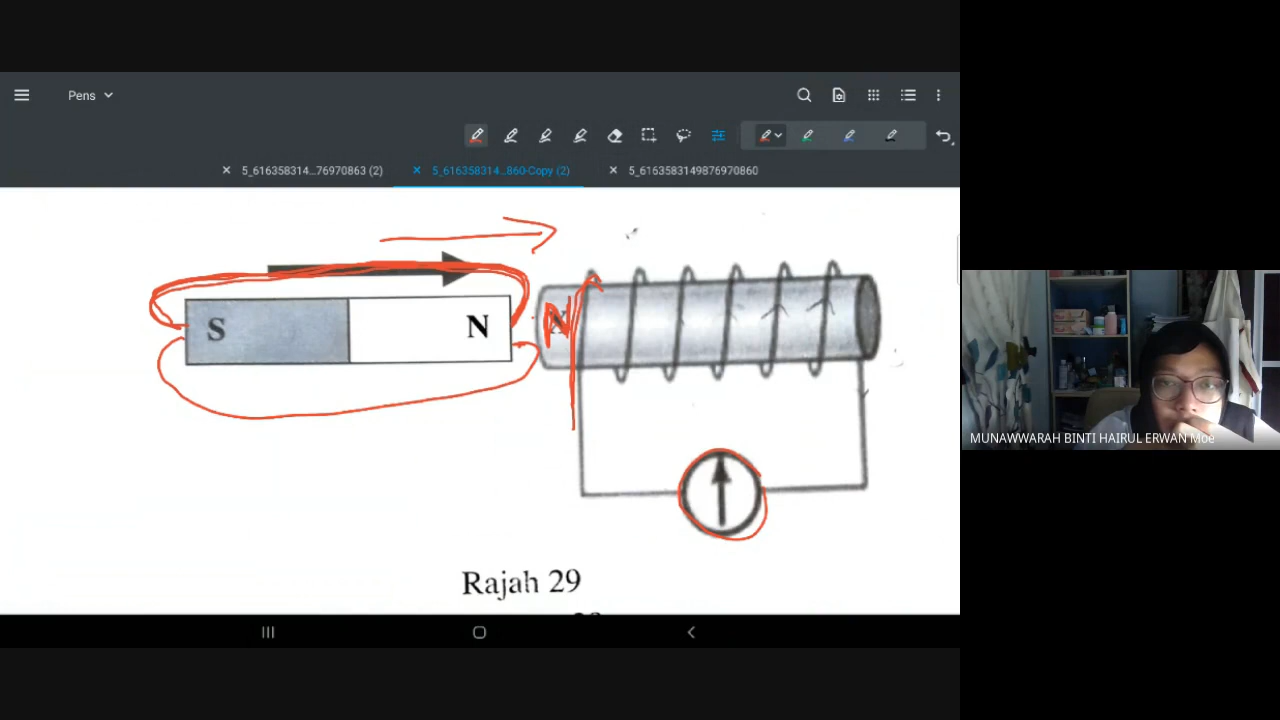 Pens
5_616358314...76970863 (2)
5_616358314...860-Copy (2)
5_6163583149876970860
S
N
N
Rajah 29
MUNAWWARAH BINTI HAIRUL ERWAN Moe